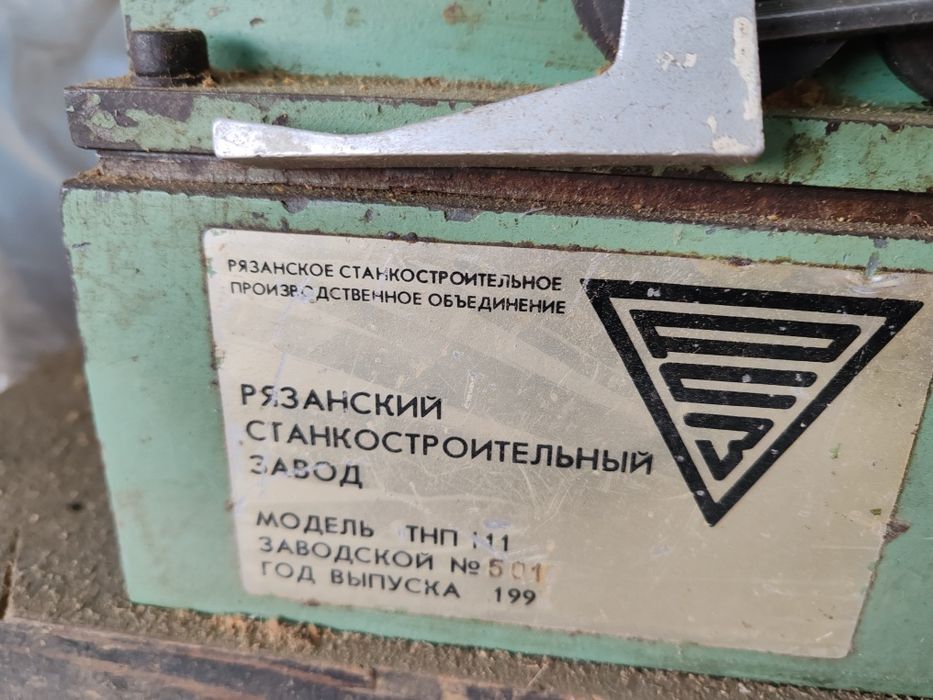 РЯЗАНСКОЕ СТАНКОСТРОИТЕЛЬНОЕ
ПРОИЗВОДСТВЕННОЕ ОБЪЕДИНЕНИЕ
РЯЗАНСКИЙ
СТАНКОСТРОИТЕЛЬНЫЙ
ЗАВОД
МОДЕЛЬ ТНП 111
ЗАВОДСКОЙ № 501
ГОД ВЫПУСКА 199